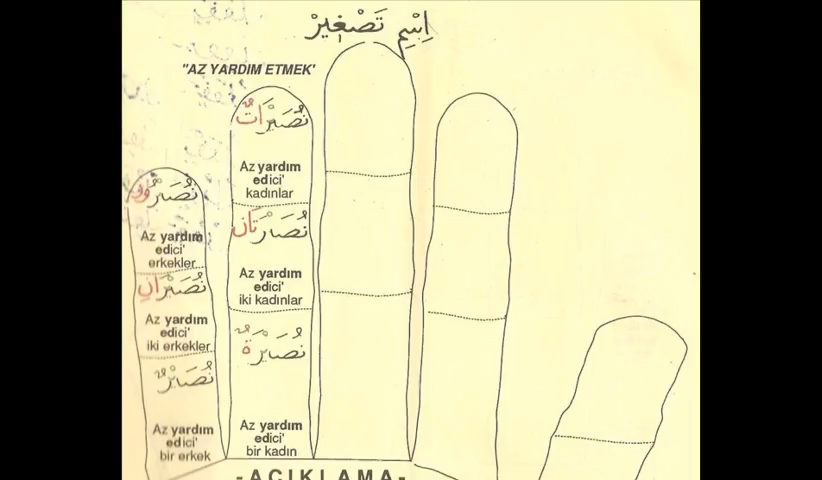 اِسْمِ تَصْغِيرْ
"AZ YARDIM ETMEK'
نُصَيْرَاتٌ
Az yardım
edici'
kadınlar
نُصَيْرَتَانِ
Az yardım
edici'
iki kadınlar
نُصَيْرَةٌ
Az yardım
edici'
bir kadın
نُصَيْرُونَ
Az yardım
edici'
erkekler
نُصَيْرَانِ
Az yardım
edici'
iki erkekler
نُصَيْرٌ
Az yardım
edici'
bir erkek
-AÇIKLAMA-